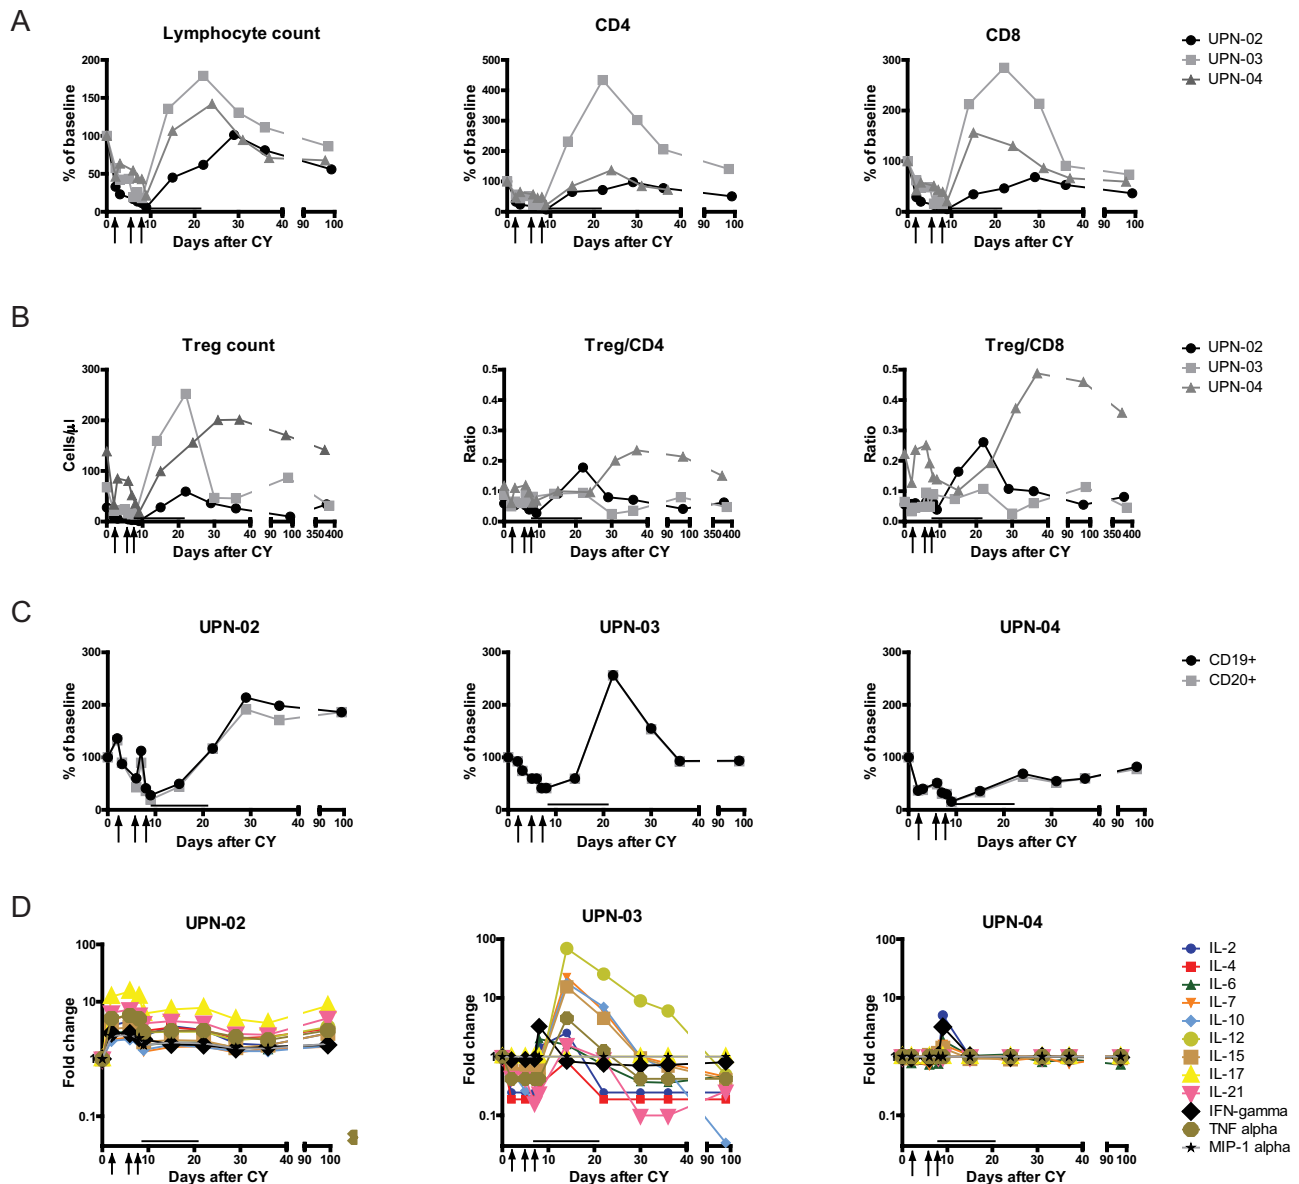 A
Lymphocyte count
CD4
CD8
% of baseline
200
150
100
50
0
0 10 20 30 40 90 100
Days after CY
% of baseline
500
400
300
200
100
0
0 10 20 30 40 90 100
Days after CY
% of baseline
300
200
100
0
0 10 20 30 40 90 100
Days after CY
UPN-02
UPN-03
UPN-04
B
Treg count
Treg/CD4
Treg/CD8
Cells/µl
300
200
100
0
0 10 20 30 40 90 100 350 400
Days after CY
Ratio
0.5
0.4
0.3
0.2
0.1
0.0
0 10 20 30 40 90 100 350 400
Days after CY
Ratio
0.5
0.4
0.3
0.2
0.1
0.0
0 10 20 30 40 90 100 350 400
Days after CY
UPN-02
UPN-03
UPN-04
C
UPN-02
UPN-03
UPN-04
% of baseline
300
200
100
0
0 10 20 30 40 90 100
Days after CY
% of baseline
300
200
100
0
0 10 20 30 40 90 100
Days after CY
% of baseline
300
200
100
0
0 10 20 30 40 90 100
Days after CY
CD19+
CD20+
D
UPN-02
UPN-03
UPN-04
Fold change
100
10
1
0.1
0 10 20 30 40 90 100
Days after CY
Fold change
100
10
1
0.1
0 10 20 30 40 90 100
Days after CY
Fold change
100
10
1
0.1
0 10 20 30 40 90 100
Days after CY
IL-2
IL-4
IL-6
IL-7
IL-10
IL-12
IL-15
IL-17
IL-21
IFN-gamma
TNF alpha
MIP-1 alpha